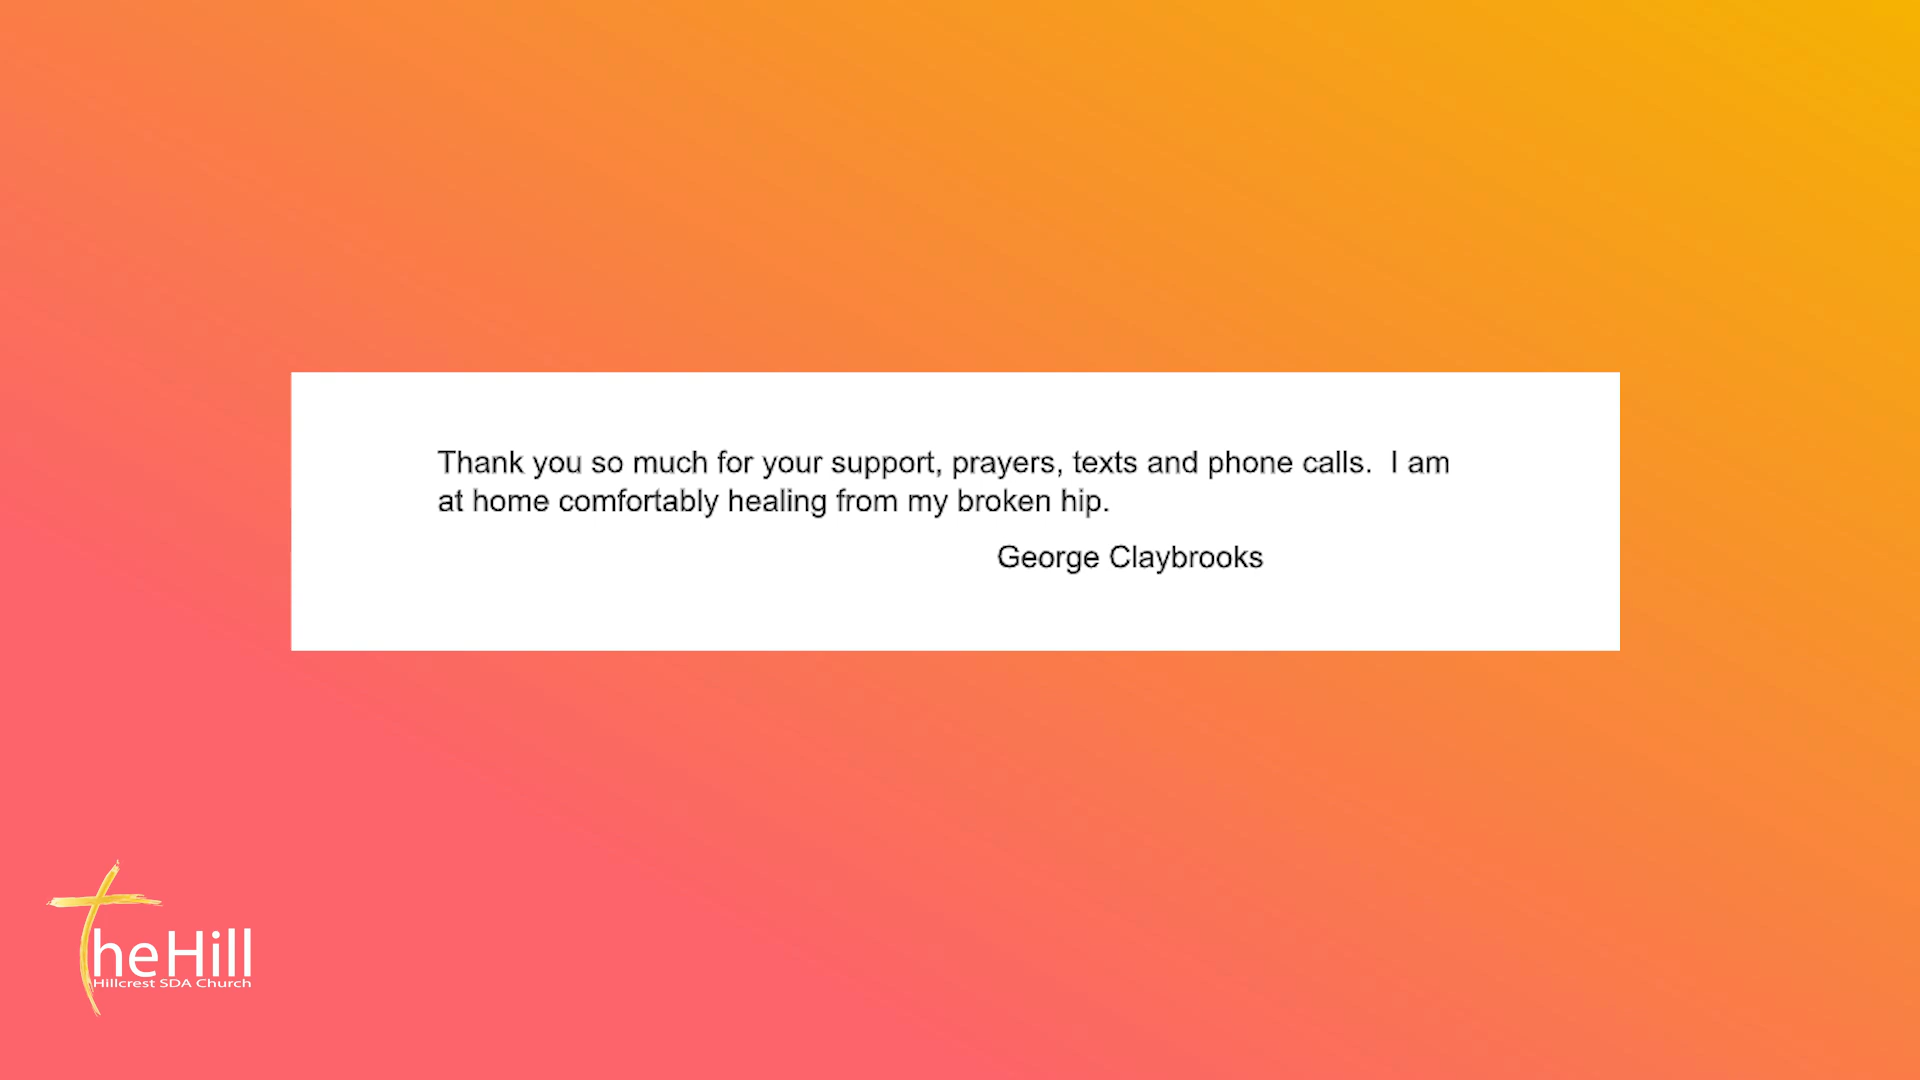 Thank you so much for your support, prayers, texts and phone calls.  I am
at home comfortably healing from my broken hip.
George Claybrooks
theHill
Hillcrest SDA Church